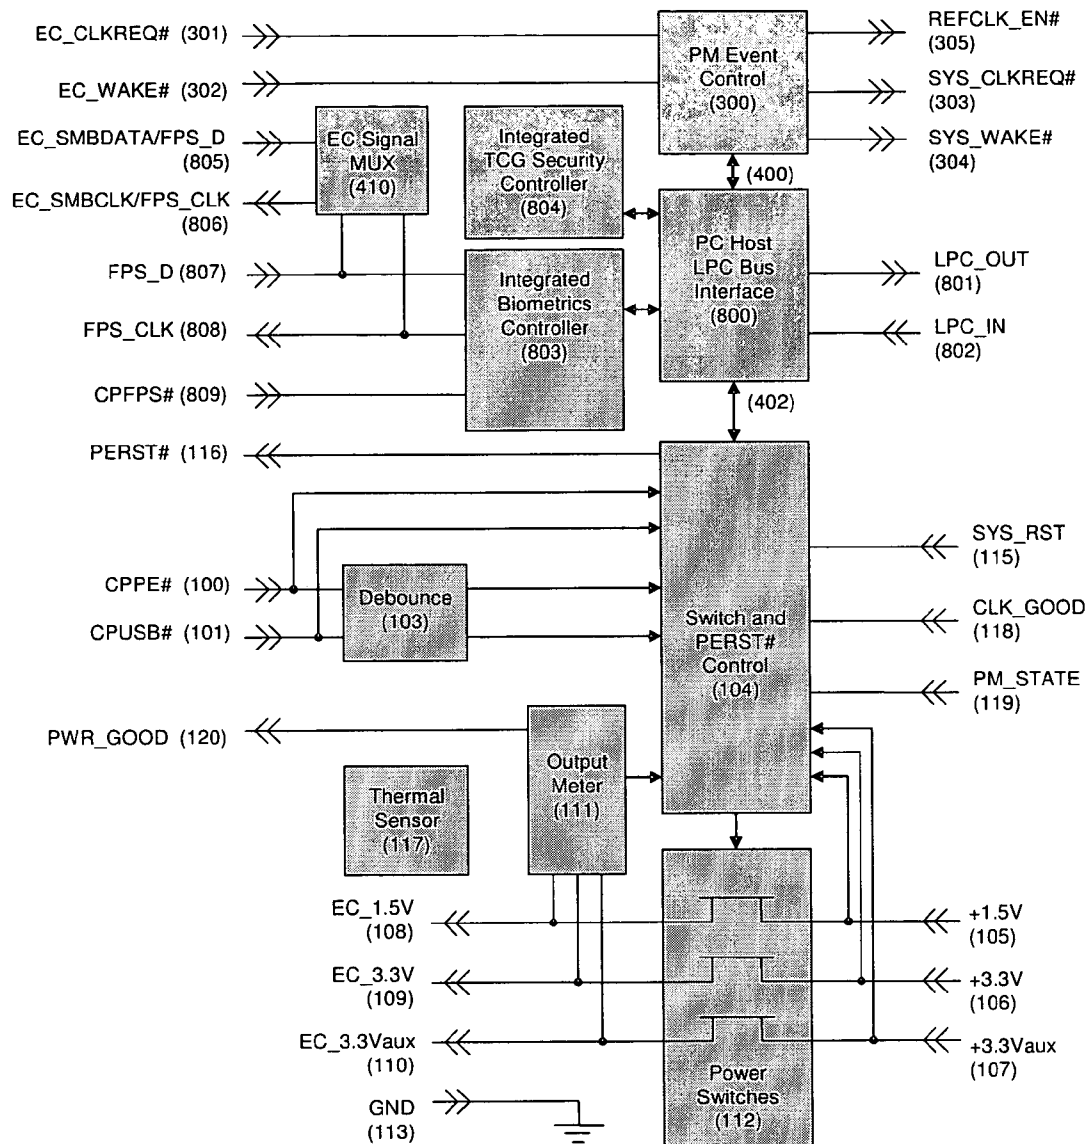 EC_CLKREQ# (301)
EC_WAKE# (302)
EC_SMBDATA/FPS_D
(805)
EC_SMBCLK/FPS_CLK
(806)
FPS_D (807)
FPS_CLK (808)
CPFPS# (809)
PERST# (116)
CPPE# (100)
CPUSB# (101)
PWR_GOOD (120)
EC_1.5V
(108)
EC_3.3V
(109)
EC_3.3Vaux
(110)
GND
(113)
EC Signal
MUX
(410)
Integrated
TCG Security
Controller
(804)
Integrated
Biometrics
Controller
(803)
Debounce
(103)
Thermal
Sensor
(117)
Output
Meter
(111)
PM Event
Control
(300)
(400)
PC Host
LPC Bus
Interface
(800)
(402)
Switch and
PERST#
Control
(104)
Power
Switches
(112)
REFCLK_EN#
(305)
SYS_CLKREQ#
(303)
SYS_WAKE#
(304)
LPC_OUT
(801)
LPC_IN
(802)
SYS_RST
(115)
CLK_GOOD
(118)
PM_STATE
(119)
+1.5V
(105)
+3.3V
(106)
+3.3Vaux
(107)